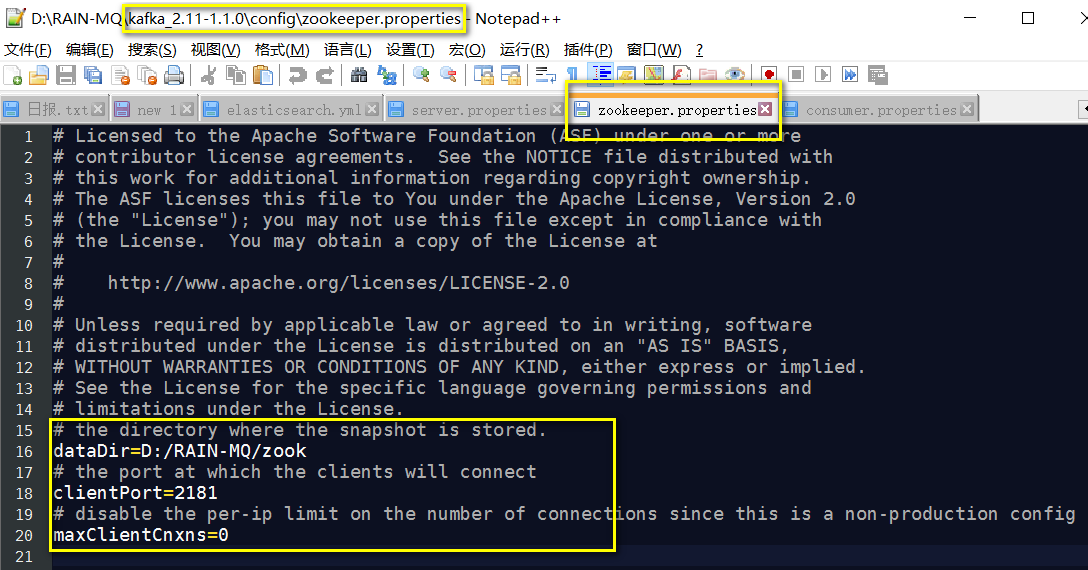 D:\RAIN-MQ\kafka_2.11-1.1.0\config\zookeeper.properties - Notepad++
文件(F) 编辑(E) 搜索(S) 视图(V) 格式(M) 语言(L) 设置(T) 宏(O) 运行(R) 插件(P) 窗口(W) ?
日报.txt new 1 elasticsearch.yml server.properties zookeeper.properties consumer.properties
1 # Licensed to the Apache Software Foundation (ASF) under one or more
2 # contributor license agreements.  See the NOTICE file distributed with
3 # this work for additional information regarding copyright ownership.
4 # The ASF licenses this file to You under the Apache License, Version 2.0
5 # (the "License"); you may not use this file except in compliance with
6 # the License.  You may obtain a copy of the License at
7 #
8 #    http://www.apache.org/licenses/LICENSE-2.0
9 #
10 # Unless required by applicable law or agreed to in writing, software
11 # distributed under the License is distributed on an "AS IS" BASIS,
12 # WITHOUT WARRANTIES OR CONDITIONS OF ANY KIND, either express or implied.
13 # See the License for the specific language governing permissions and
14 # limitations under the License.
15 # the directory where the snapshot is stored.
16 dataDir=D:/RAIN-MQ/zook
17 # the port at which the clients will connect
18 clientPort=2181
19 # disable the per-ip limit on the number of connections since this is a non-production config
20 maxClientCnxns=0
21